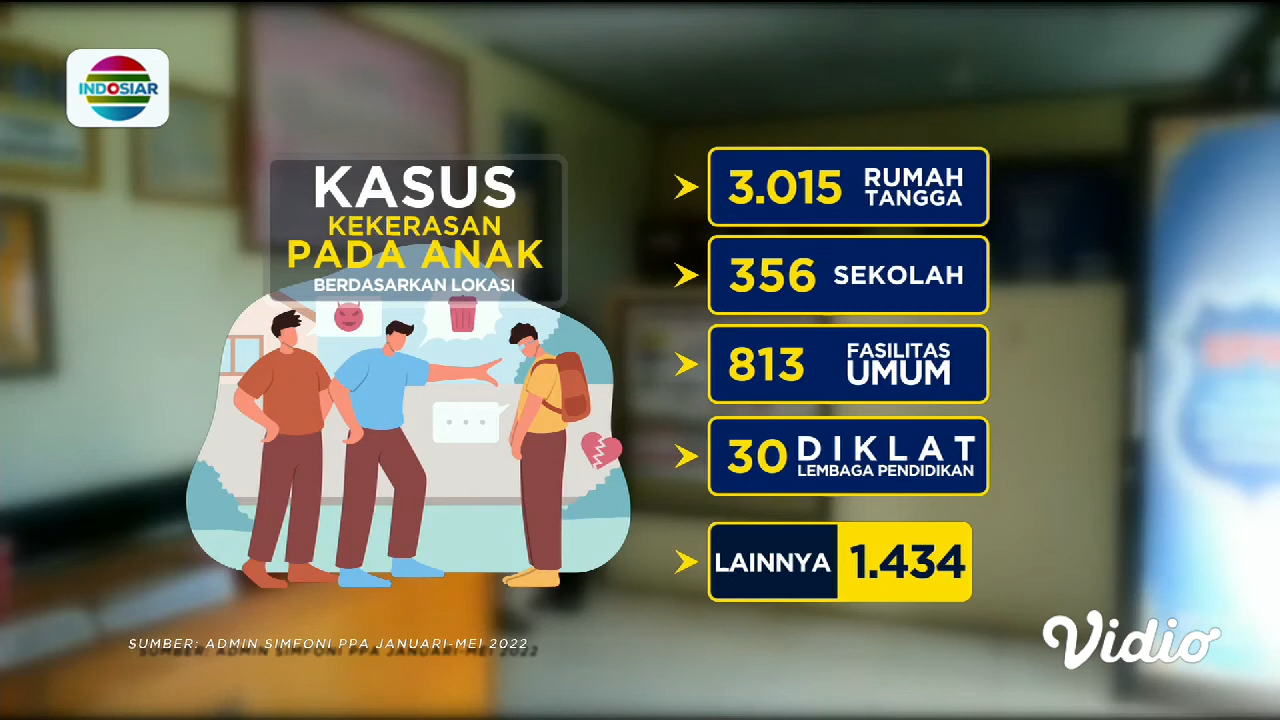 INDOSIAR
KASUS
KEKERASAN
PADA ANAK
BERDASARKAN LOKASI
3.015 RUMAH
TANGGA
356 SEKOLAH
813 FASILITAS
UMUM
30 DIKLAT
LEMBAGA PENDIDIKAN
LAINNYA 1.434
SUMBER: ADMIN SIMFONI PPA JANUARI-MEI 2022
Vidio